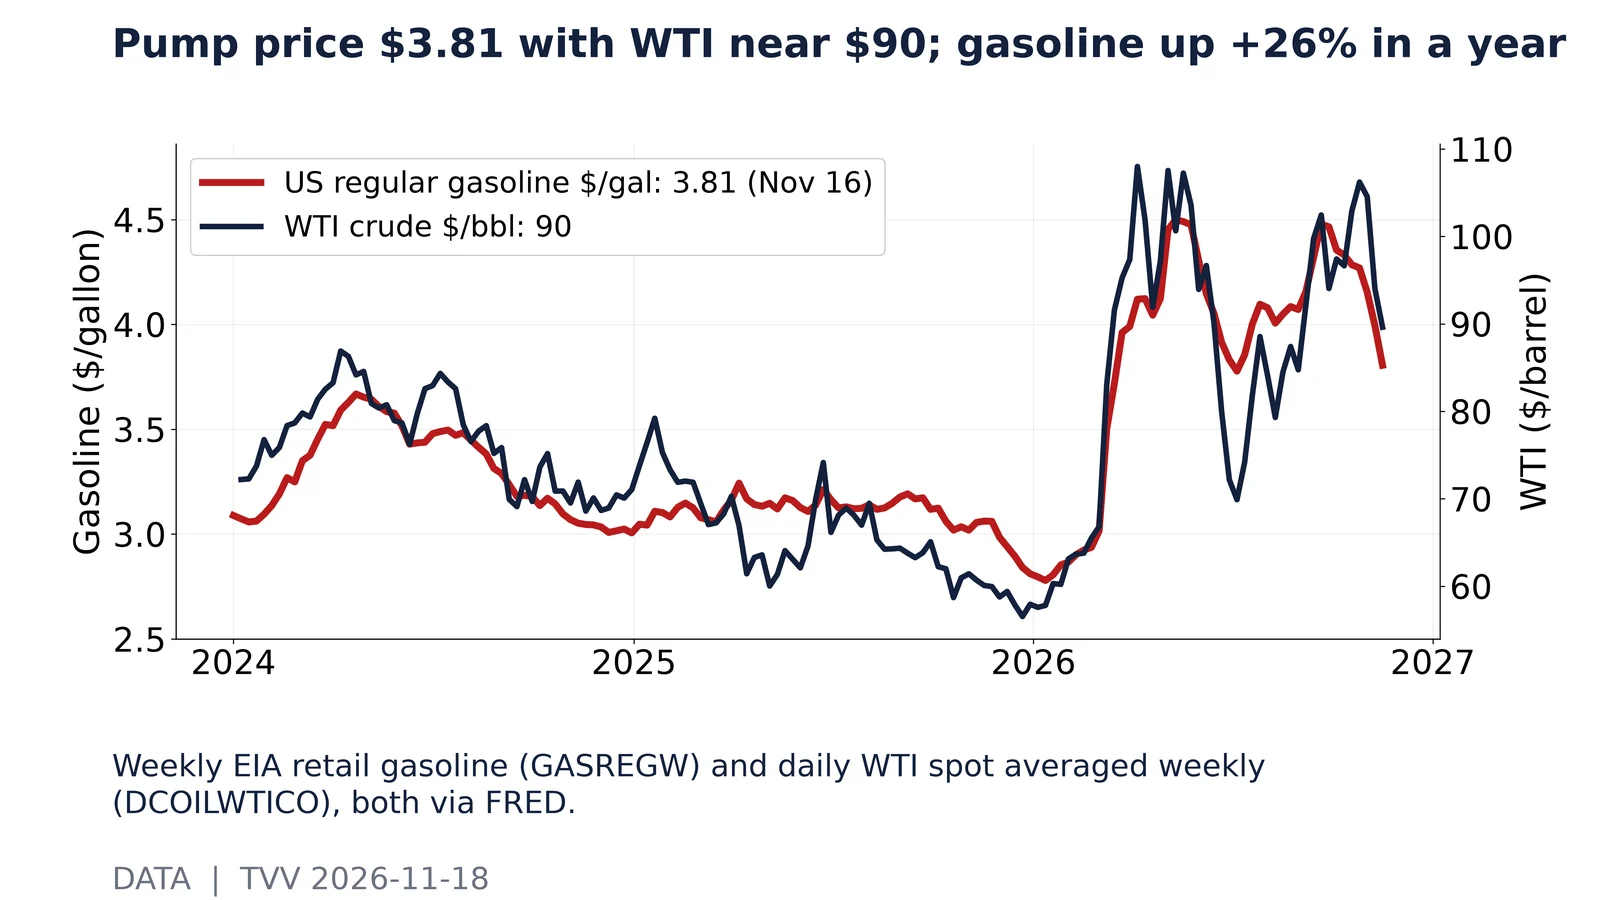 Pump price $3.81 with WTI near $90; gasoline up +26% in a year
US regular gasoline $/gal: 3.81 (Nov 16)
WTI crude $/bbl: 90
Gasoline ($/gallon)
4.5
4.0
3.5
3.0
2.5
110
100
90
80
70
60
WTI ($/barrel)
2024
2025
2026
2027
Weekly EIA retail gasoline (GASREGW) and daily WTI spot averaged weekly
(DCOILWTICO), both via FRED.
DATA | TVV 2026-11-18